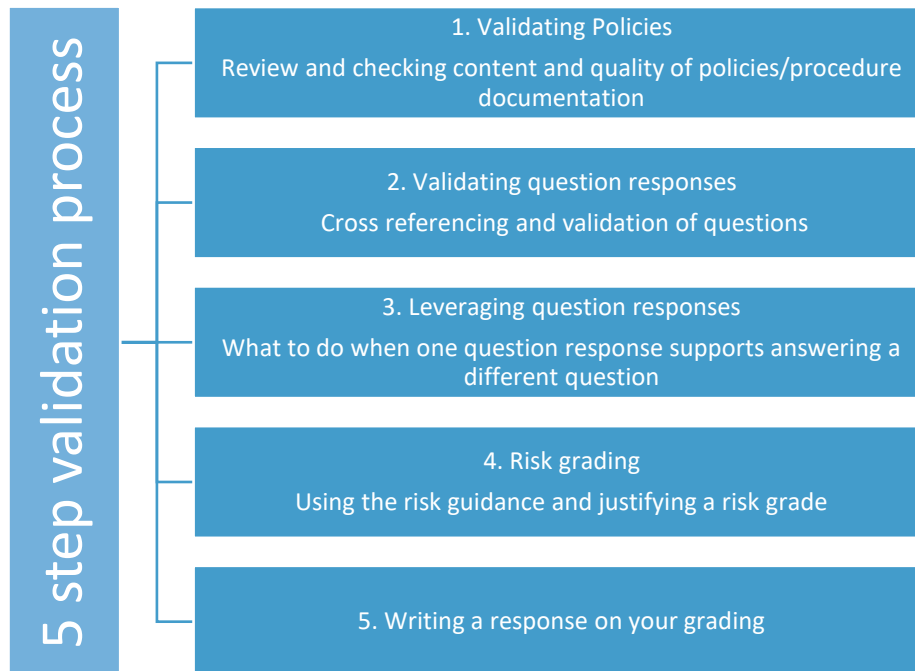 5 step validation process
1. Validating Policies
Review and checking content and quality of policies/procedure
documentation
2. Validating question responses
Cross referencing and validation of questions
3. Leveraging question responses
What to do when one question response supports answering a
different question
4. Risk grading
Using the risk guidance and justifying a risk grade
5. Writing a response on your grading